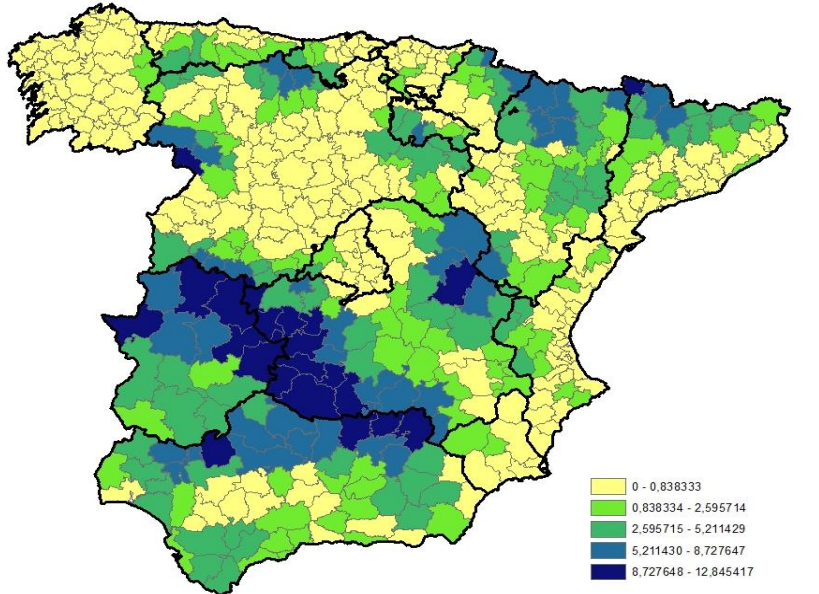 0 - 0,838333
0,838334 - 2,595714
2,595715 - 5,211429
5,211430 - 8,727647
8,727648 - 12,845417